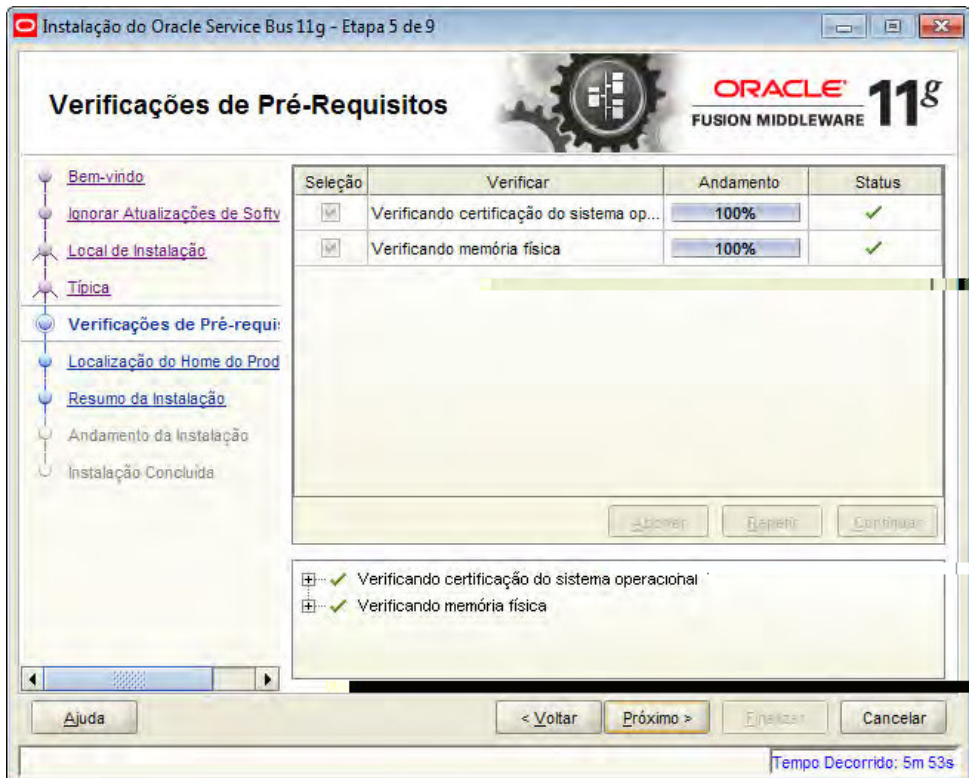 Instalação do Oracle Service Bus 11g - Etapa 5 de 9
Verificações de Pré-Requisitos
ORACLE
FUSION MIDDLEWARE
11g
Bem-vindo
Ignorar Atualizações de Softv
Local de Instalação
Típica
Verificações de Pré-requi
Localização do Home do Prod
Resumo da Instalação
Andamento da Instalação
Instalação Concluída
Seleção Verificar Andamento Status
Verificando certificação do sistema op... 100%
Verificando memória física 100%
Abortar Repetir Continuar
Verificando certificação do sistema operacional
Verificando memória física
Ajuda < Voltar Próximo > Finalizar Cancelar
Tempo Decorrido: 5m 53s